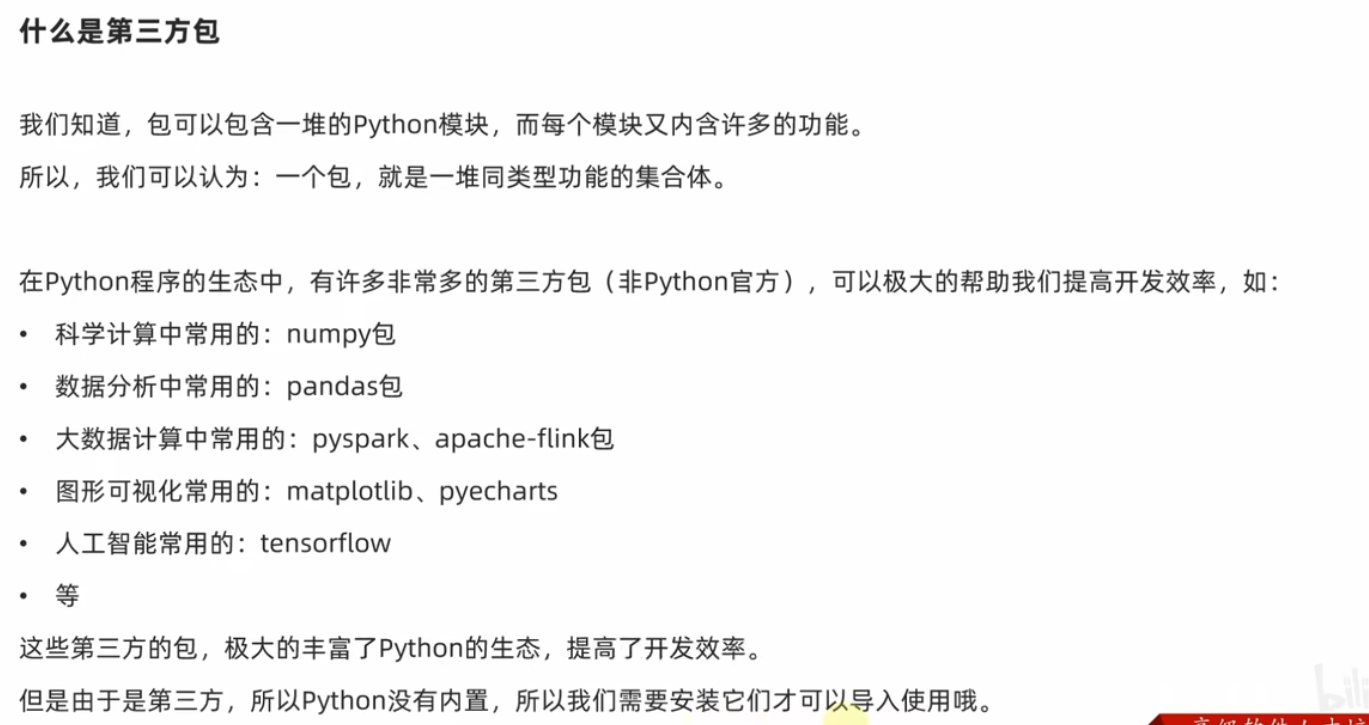 什么是第三方包
我们知道，包可以包含一堆的Python模块，而每个模块又内含许多的功能。
所以，我们可以认为：一个包，就是一堆同类型功能的集合体。
在Python程序的生态中，有许多非常多的第三方包（非Python官方），可以极大的帮助我们提高开发效率，如：
• 科学计算中常用的：numpy包
• 数据分析中常用的：pandas包
• 大数据计算中常用的：pyspark、apache-flink包
• 图形可视化常用的：matplotlib、pyecharts
• 人工智能常用的：tensorflow
• 等
这些第三方的包，极大的丰富了Python的生态，提高了开发效率。
但是由于是第三方，所以Python没有内置，所以我们需要安装它们才可以导入使用哦。
bili